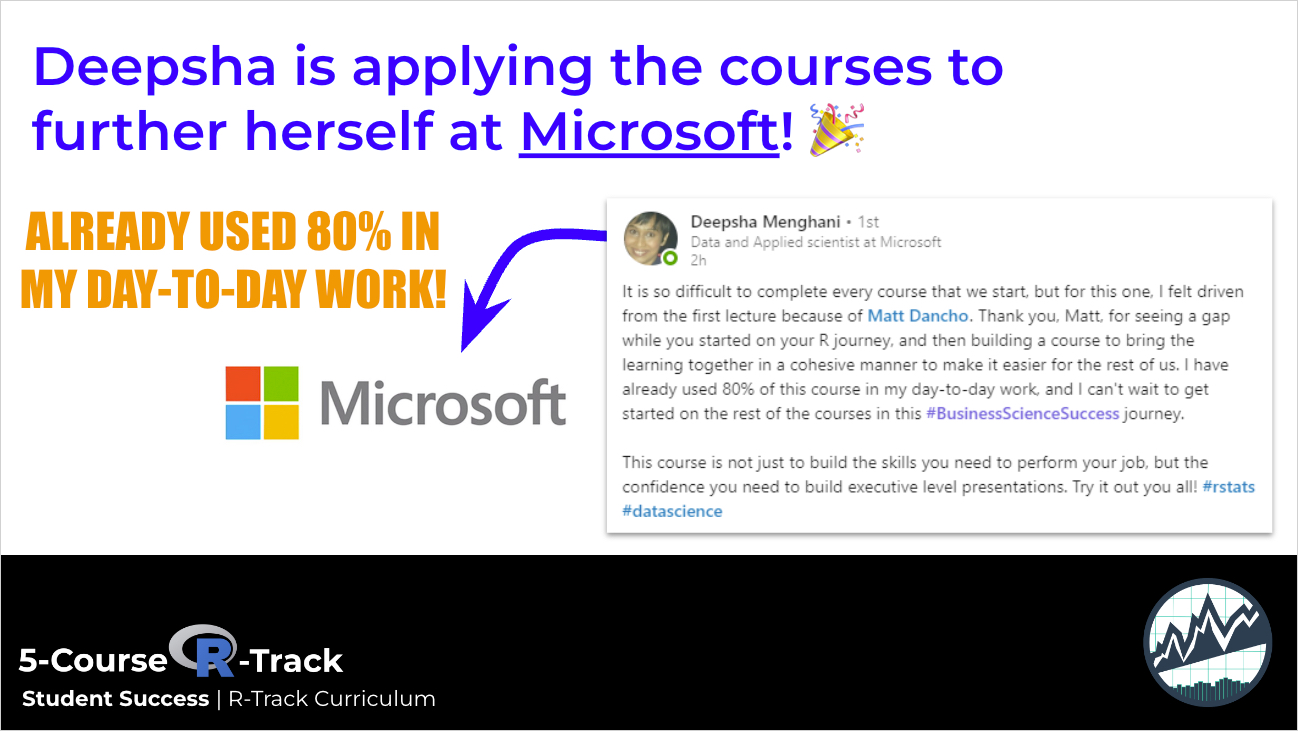 Deepsha is applying the courses to
further herself at Microsoft! 🎉
ALREADY USED 80% IN
MY DAY-TO-DAY WORK!
Microsoft
Deepsha Menghani • 1st
Data and Applied scientist at Microsoft
2h
It is so difficult to complete every course that we start, but for this one, I felt driven
from the first lecture because of Matt Dancho. Thank you, Matt, for seeing a gap
while you started on your R journey, and then building a course to bring the
learning together in a cohesive manner to make it easier for the rest of us. I have
already used 80% of this course in my day-to-day work, and I can't wait to get
started on the rest of the courses in this #BusinessScienceSuccess journey.
This course is not just to build the skills you need to perform your job, but the
confidence you need to build executive level presentations. Try it out you all! #rstats
#datascience
5-Course R-Track
Student Success | R-Track Curriculum